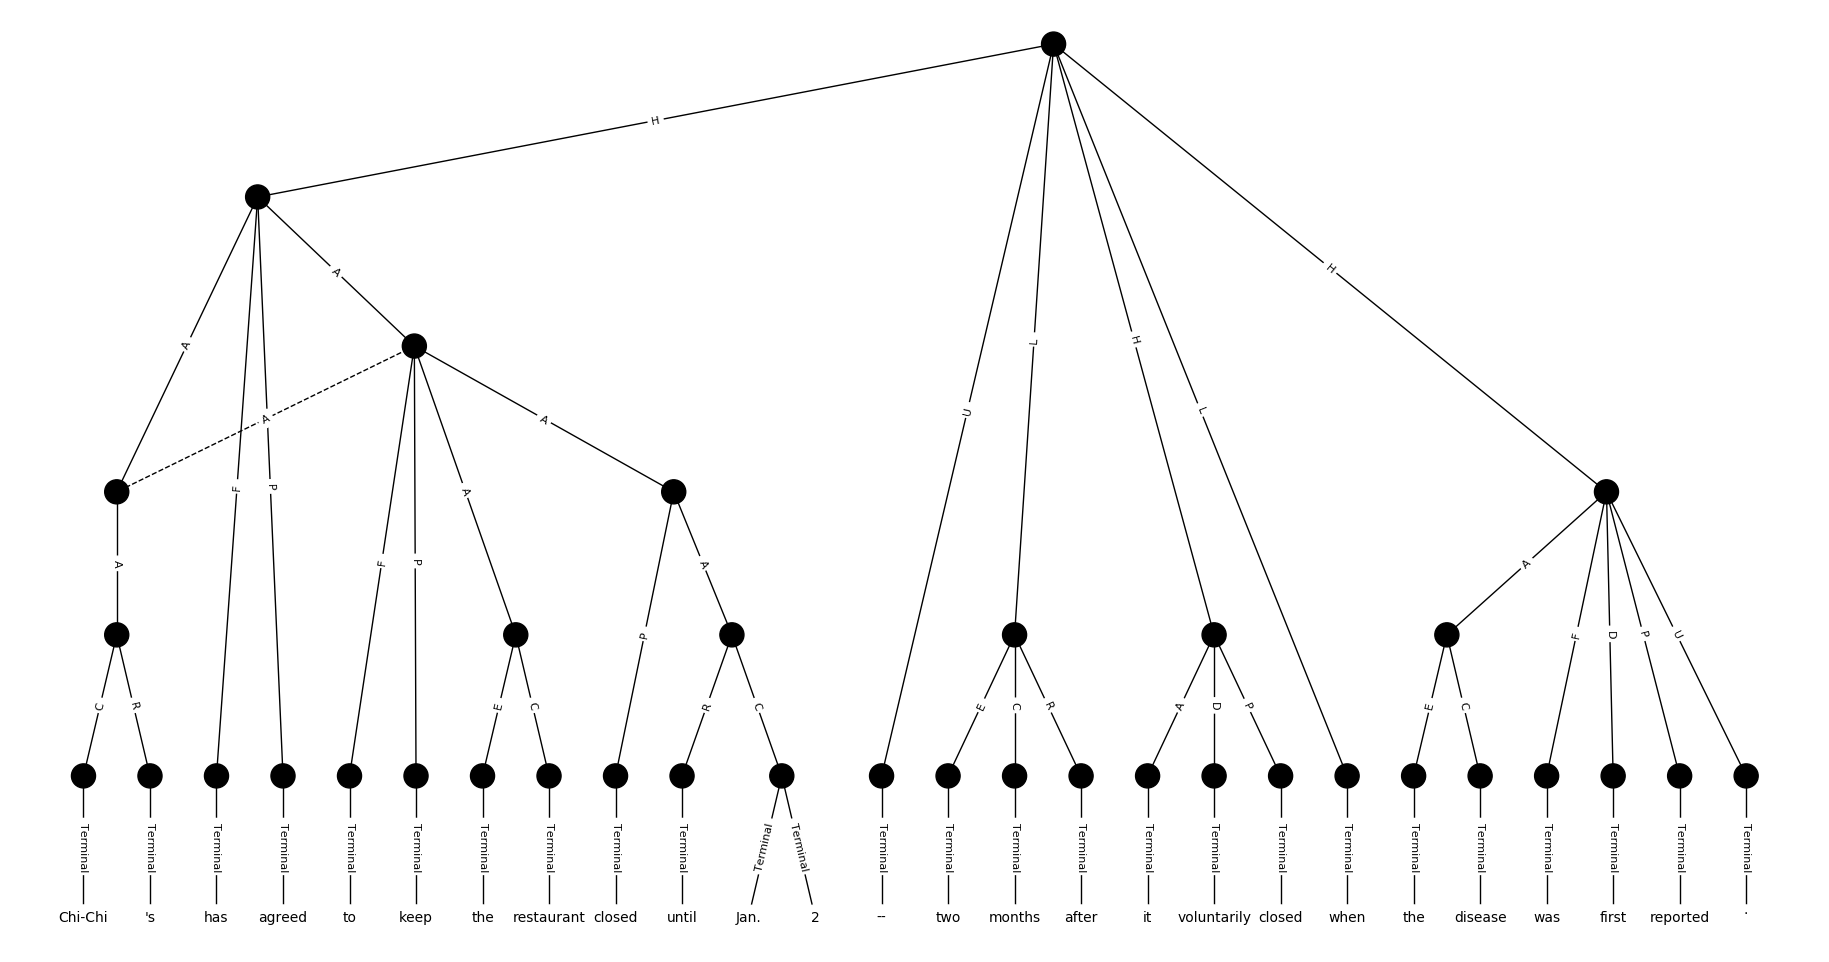 H
A
A
A
A
F
P
U
L
H
L
H
A
F
P
A
P
A
A
F
D
P
U
C
R
E
C
R
C
E
C
R
A
D
P
E
C
Terminal Terminal Terminal Terminal Terminal Terminal Terminal Terminal Terminal Terminal Terminal Terminal Terminal Terminal Terminal Terminal Terminal Terminal Terminal Terminal Terminal Terminal Terminal Terminal Terminal Terminal
Chi-Chi 's has agreed to keep the restaurant closed until Jan. 2 -- two months after it voluntarily closed when the disease was first reported .